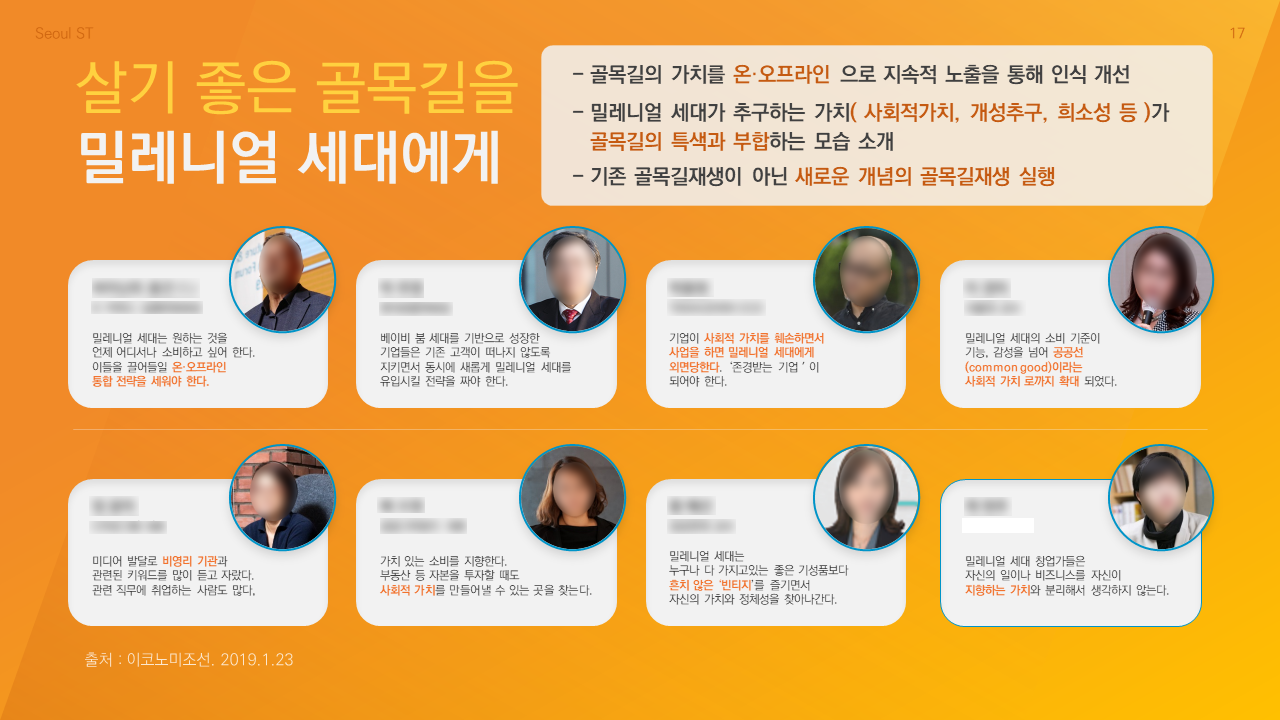 Seoul ST
17
살기 좋은 골목길을
밀레니얼 세대에게
- 골목길의 가치를 온·오프라인 으로 지속적 노출을 통해 인식 개선
- 밀레니얼 세대가 추구하는 가치( 사회적가치, 개성추구, 희소성 등 )가
골목길의 특색과 부합하는 모습 소개
- 기존 골목길재생이 아닌 새로운 개념의 골목길재생 실행
밀레니얼 세대는 원하는 것을
언제 어디서나 소비하고 싶어 한다.
이들을 끌어들일 온·오프라인
통합 전략을 세워야 한다.
베이비 붐 세대를 기반으로 성장한
기업들은 기존 고객이 떠나지 않도록
지키면서 동시에 새롭게 밀레니얼 세대를
유입시킬 전략을 짜야 한다.
기업이 사회적 가치를 훼손하면서
사업을 하면 밀레니얼 세대에게
외면당한다. ‘존경받는 기업 ’ 이
되어야 한다.
밀레니얼 세대의 소비 기준이
기능, 감성을 넘어 공공선
(common good)이라는
사회적 가치 로까지 확대 되었다.
미디어 발달로 비영리 기관과
관련된 키워드를 많이 듣고 자랐다.
관련 직무에 취업하는 사람도 많다,
가치 있는 소비를 지향한다.
부동산 등 자본을 투자할 때도
사회적 가치를 만들어낼 수 있는 곳을 찾는다.
밀레니얼 세대는
누구나 다 가지고있는 좋은 기성품보다
흔치 않은 ‘빈티지’를 즐기면서
자신의 가치와 정체성을 찾아나간다.
밀레니얼 세대 창업가들은
자신의 일이나 비즈니스를 자신이
지향하는 가치와 분리해서 생각하지 않는다.
출처 : 이코노미조선. 2019.1.23